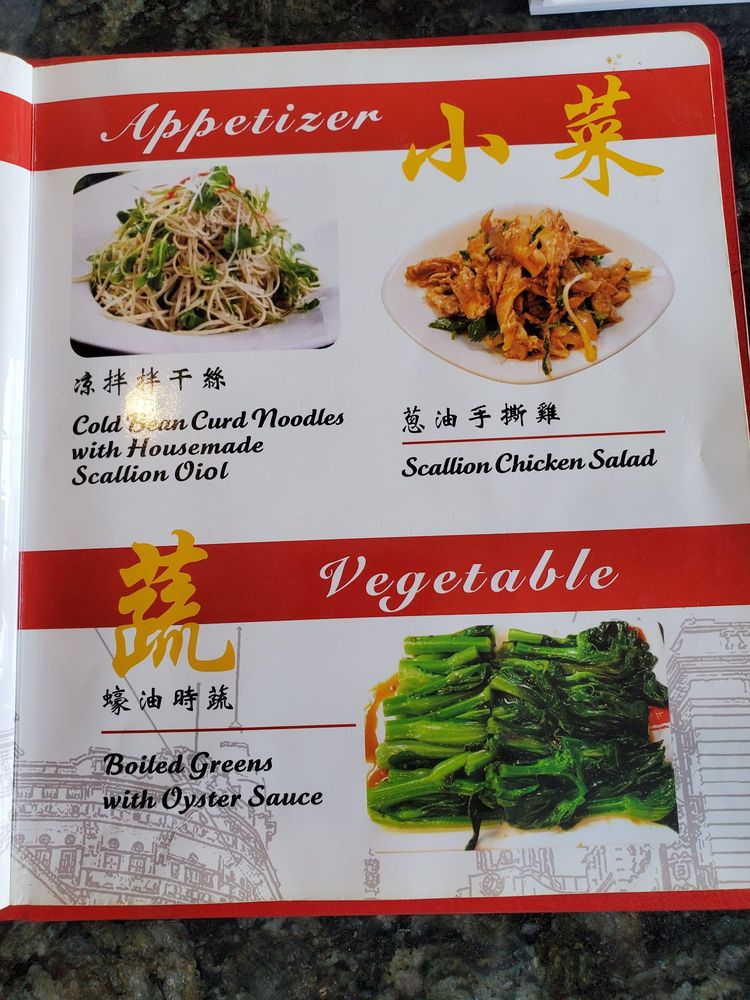 Appetizer 小菜
凉拌拌干絲
Cold Bean Curd Noodles
with Housemade
Scallion Oiol
蔥油手撕雞
Scallion Chicken Salad
蔬 Vegetable
蠔油時蔬
Boiled Greens
with Oyster Sauce